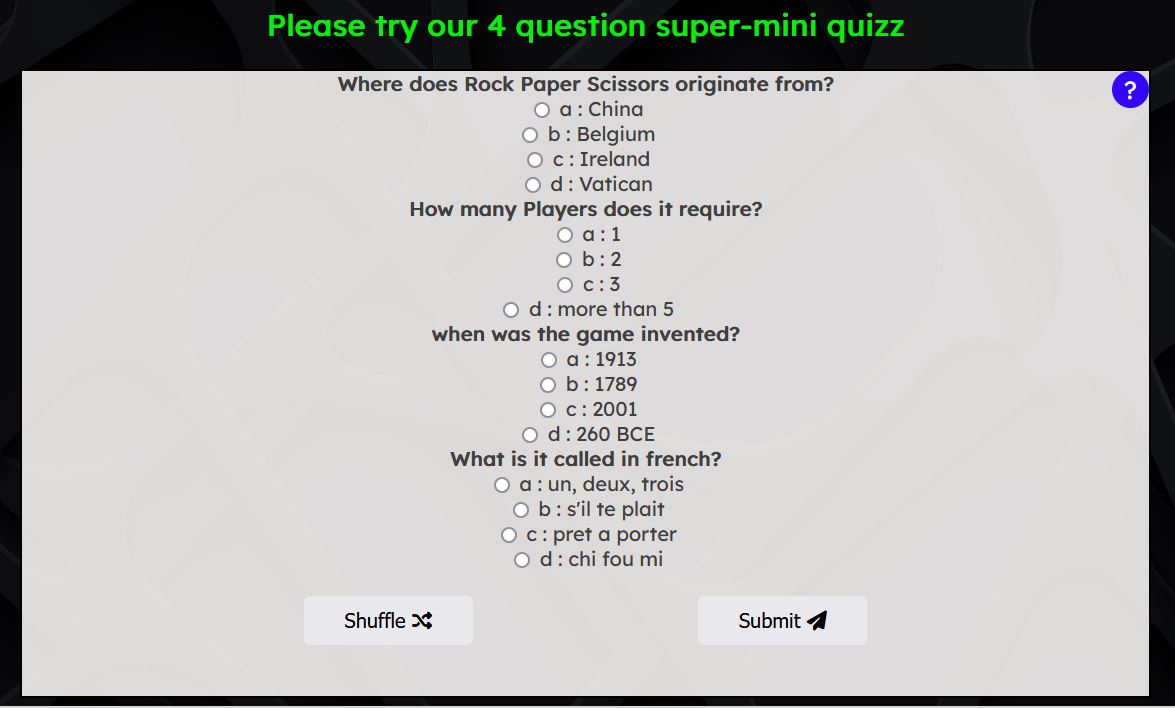 Please try our 4 question super-mini quizz
?
Where does Rock Paper Scissors originate from?
a : China
b : Belgium
c : Ireland
d : Vatican
How many Players does it require?
a : 1
b : 2
c : 3
d : more than 5
when was the game invented?
a : 1913
b : 1789
c : 2001
d : 260 BCE
What is it called in french?
a : un, deux, trois
b : s'il te plait
c : pret a porter
d : chi fou mi
Shuffle
Submit